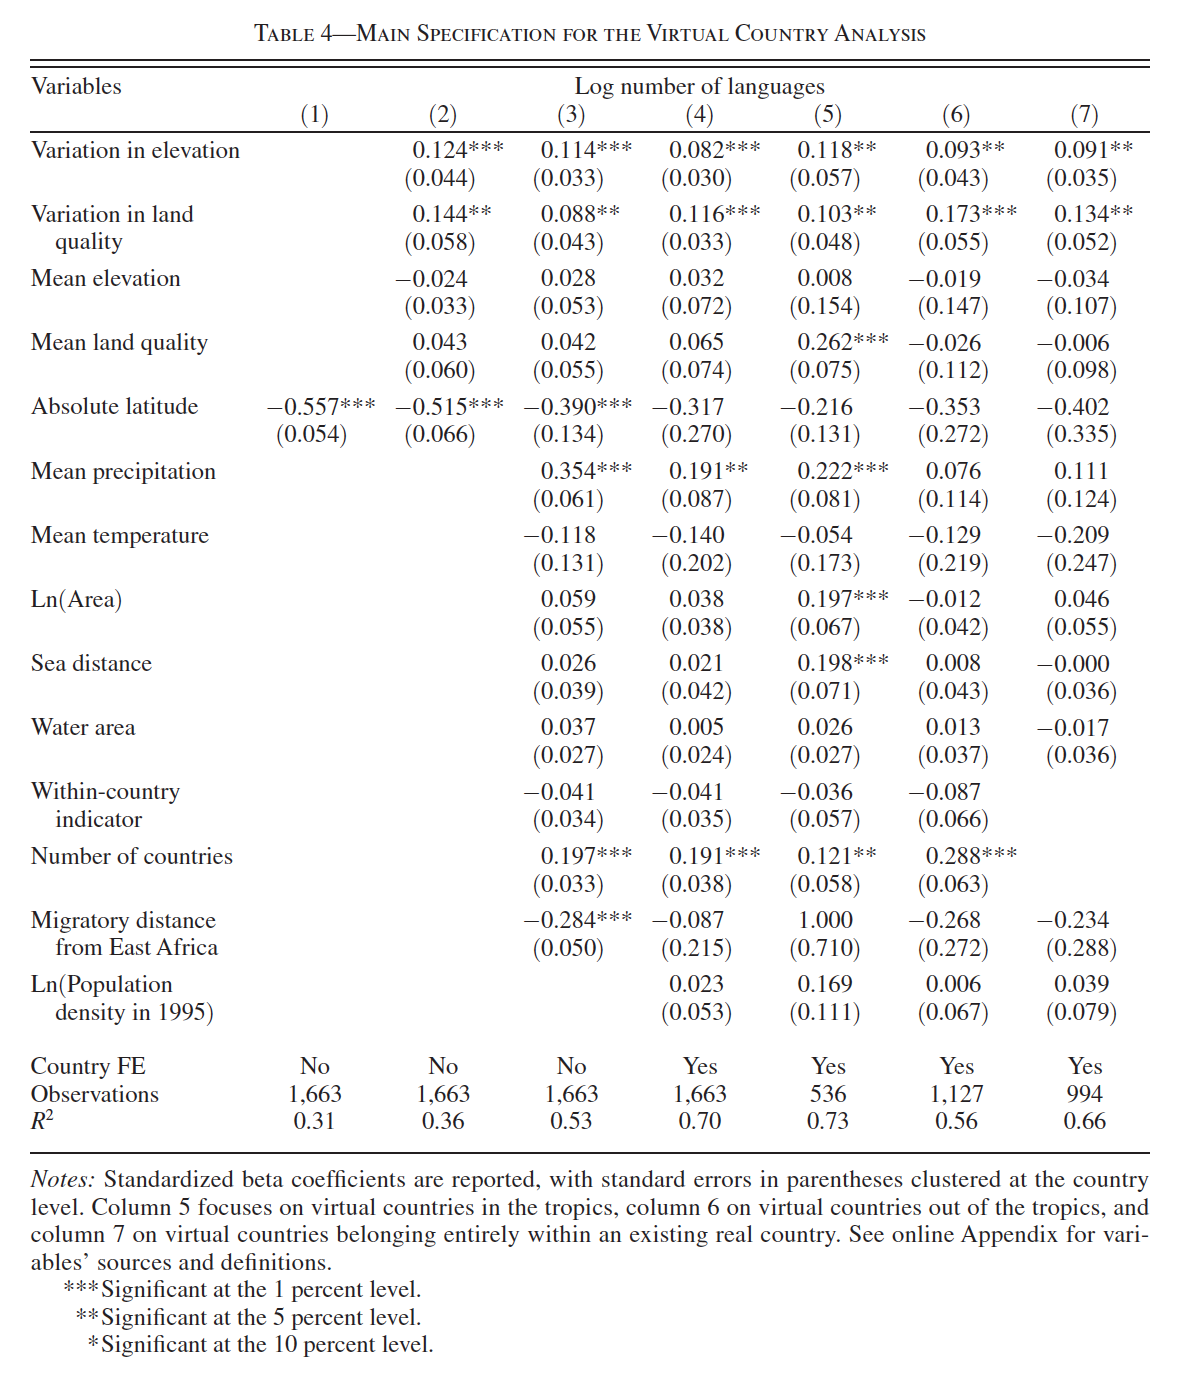 TABLE 4—MAIN SPECIFICATION FOR THE VIRTUAL COUNTRY ANALYSIS
Variables Log number of languages
(1) (2) (3) (4) (5) (6) (7)
Variation in elevation 0.124*** 0.114*** 0.082*** 0.118** 0.093** 0.091**
(0.044) (0.033) (0.030) (0.057) (0.043) (0.035)
Variation in land 0.144** 0.088** 0.116*** 0.103** 0.173*** 0.134**
quality (0.058) (0.043) (0.033) (0.048) (0.055) (0.052)
Mean elevation −0.024 0.028 0.032 0.008 −0.019 −0.034
(0.033) (0.053) (0.072) (0.154) (0.147) (0.107)
Mean land quality 0.043 0.042 0.065 0.262*** −0.026 −0.006
(0.060) (0.055) (0.074) (0.075) (0.112) (0.098)
Absolute latitude −0.557*** −0.515*** −0.390*** −0.317 −0.216 −0.353 −0.402
(0.054) (0.066) (0.134) (0.270) (0.131) (0.272) (0.335)
Mean precipitation 0.354*** 0.191** 0.222*** 0.076 0.111
(0.061) (0.087) (0.081) (0.114) (0.124)
Mean temperature −0.118 −0.140 −0.054 −0.129 −0.209
(0.131) (0.202) (0.173) (0.219) (0.247)
Ln(Area) 0.059 0.038 0.197*** −0.012 0.046
(0.055) (0.038) (0.067) (0.042) (0.055)
Sea distance 0.026 0.021 0.198*** 0.008 −0.000
(0.039) (0.042) (0.071) (0.043) (0.036)
Water area 0.037 0.005 0.026 0.013 −0.017
(0.027) (0.024) (0.027) (0.037) (0.036)
Within-country −0.041 −0.041 −0.036 −0.087
indicator (0.034) (0.035) (0.057) (0.066)
Number of countries 0.197*** 0.191*** 0.121** 0.288***
(0.033) (0.038) (0.058) (0.063)
Migratory distance −0.284*** −0.087 1.000 −0.268 −0.234
from East Africa (0.050) (0.215) (0.710) (0.272) (0.288)
Ln(Population 0.023 0.169 0.006 0.039
density in 1995) (0.053) (0.111) (0.067) (0.079)
Country FE No No No Yes Yes Yes Yes
Observations 1,663 1,663 1,663 1,663 536 1,127 994
R² 0.31 0.36 0.53 0.70 0.73 0.56 0.66
Notes: Standardized beta coefficients are reported, with standard errors in parentheses clustered at the country
level. Column 5 focuses on virtual countries in the tropics, column 6 on virtual countries out of the tropics, and
column 7 on virtual countries belonging entirely within an existing real country. See online Appendix for vari-
ables’ sources and definitions.
***Significant at the 1 percent level.
**Significant at the 5 percent level.
*Significant at the 10 percent level.